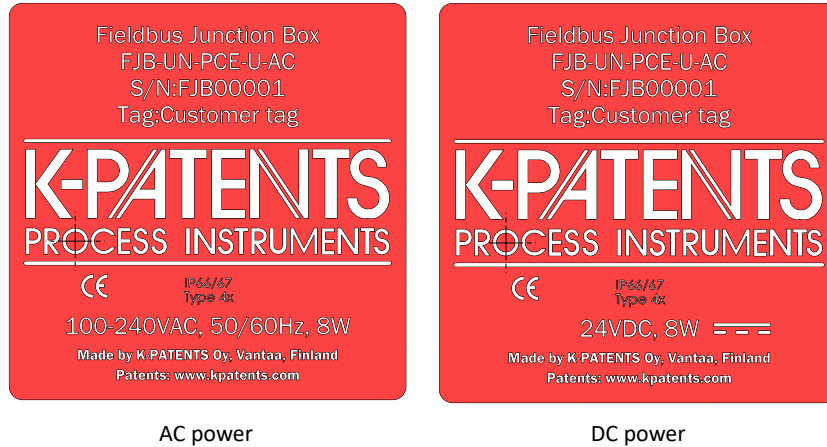 Fieldbus Junction Box
FJB-UN-PCE-U-AC
S/N:FJB00001
Tag:Customer tag
K-PATENTS
PROCESS INSTRUMENTS
CE
IP66/67
Type 4x
100-240VAC, 50/60Hz, 8W
Made by K-PATENTS Oy, Vantaa, Finland
Patents: www.kpatents.com
AC power
Fieldbus Junction Box
FJB-UN-PCE-U-AC
S/N:FJB00001
Tag:Customer tag
K-PATENTS
PROCESS INSTRUMENTS
CE
IP66/67
Type 4x
24VDC, 8W
Made by K-PATENTS Oy, Vantaa, Finland
Patents: www.kpatents.com
DC power